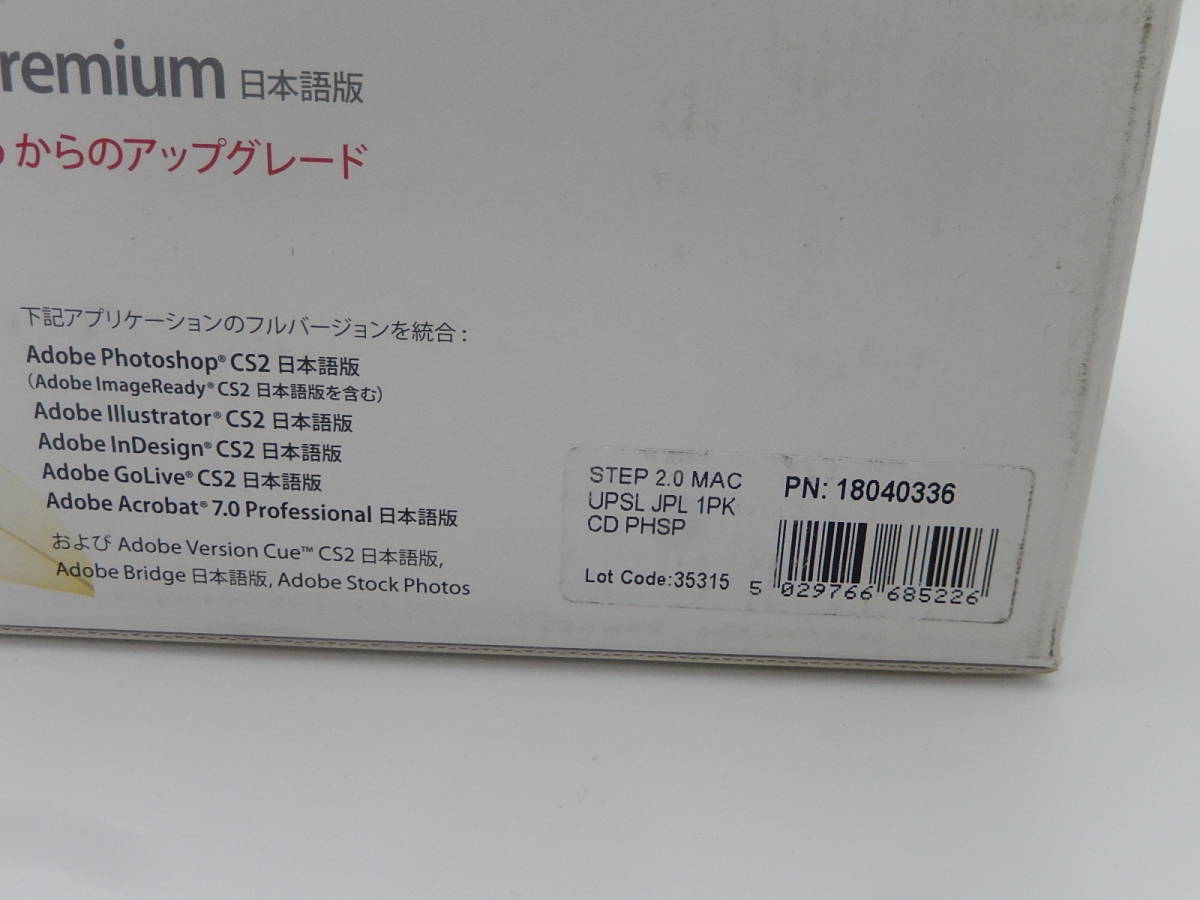 remium 日本語版
からのアップグレード
下記アプリケーションのフルバージョンを統合 :
Adobe Photoshop® CS2 日本語版
（Adobe ImageReady® CS2 日本語版を含む）
Adobe Illustrator® CS2 日本語版
Adobe InDesign® CS2 日本語版
Adobe GoLive® CS2 日本語版
Adobe Acrobat® 7.0 Professional 日本語版
および Adobe Version Cue™ CS2 日本語版,
Adobe Bridge 日本語版, Adobe Stock Photos
STEP 2.0 MAC
UPSL JPL 1PK
CD PHSP
Lot Code:35315
PN: 18040336
5 029766 685226